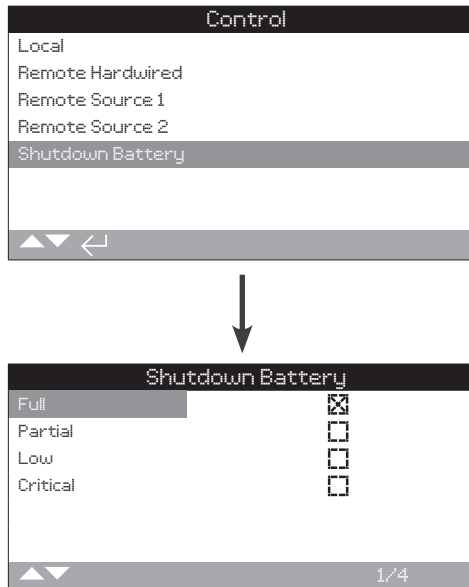 Control
Local
Remote Hardwired
Remote Source 1
Remote Source 2
Shutdown Battery
Shutdown Battery
Full
Partial
Low
Critical
1/4